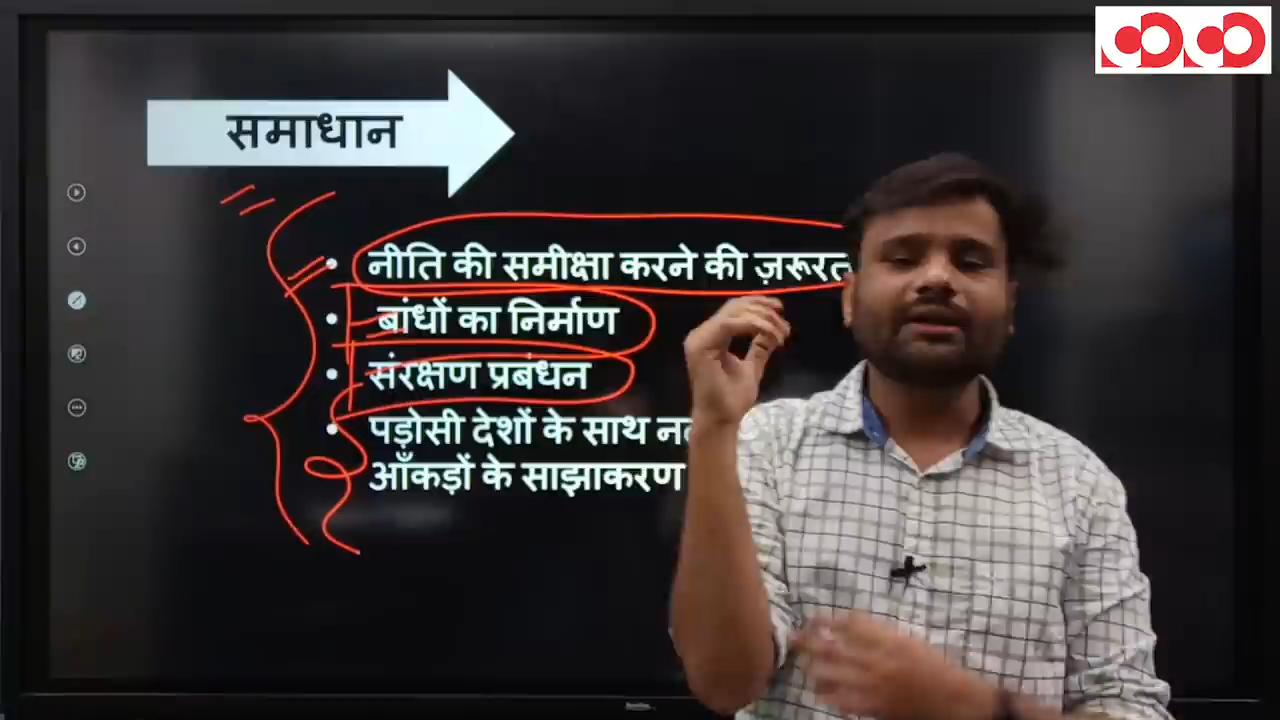 समाधान
• नीति की समीक्षा करने की ज़रूरत
• बांधों का निर्माण
• संरक्षण प्रबंधन
• पड़ोसी देशों के साथ
आँकड़ों के साझाकरण